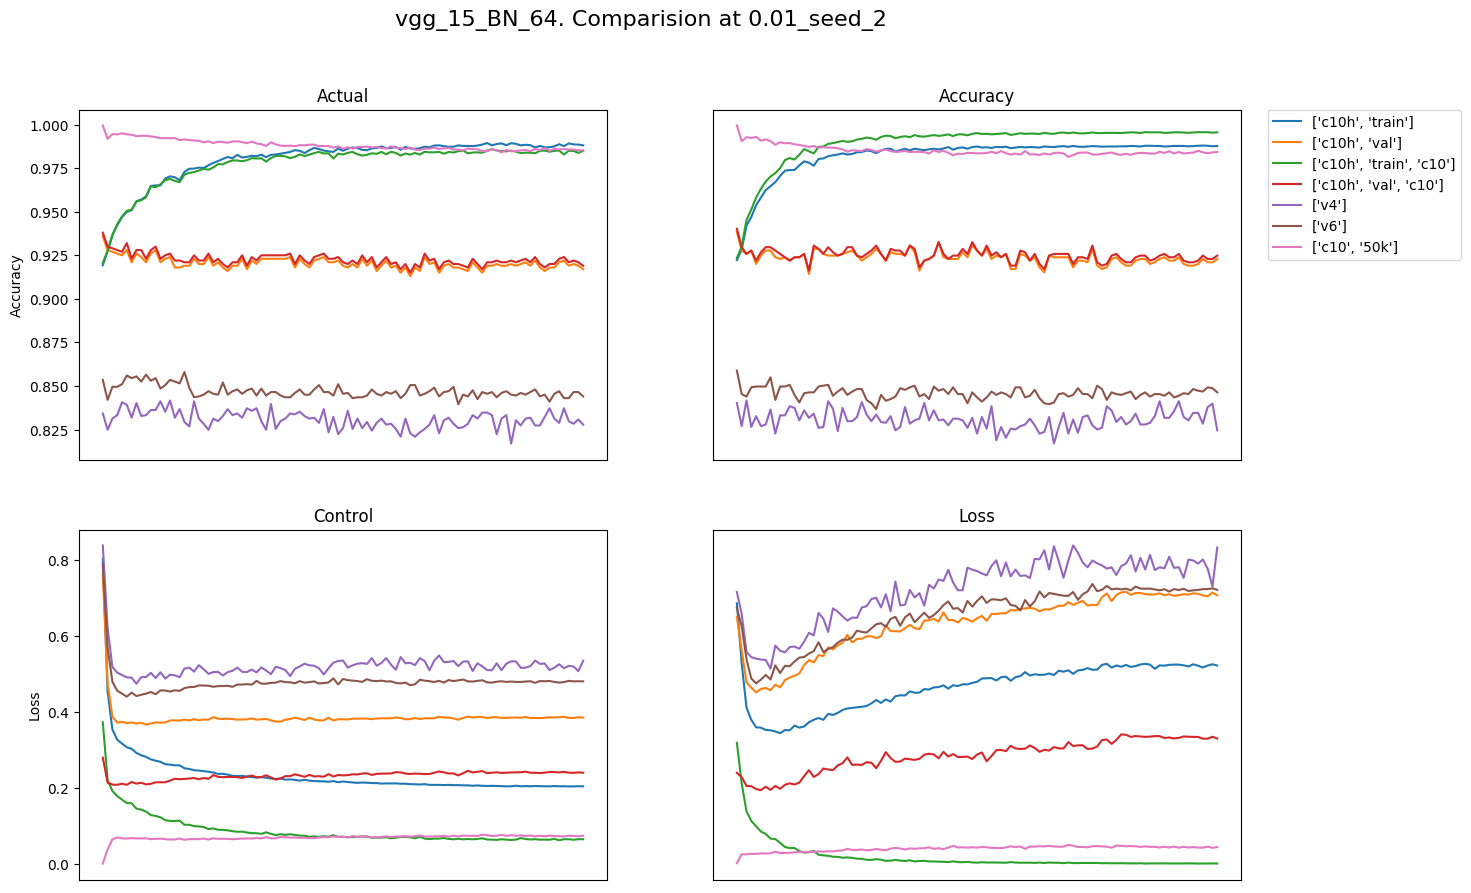 vgg_15_BN_64. Comparision at 0.01_seed_2
Actual
Accuracy
1.000
0.975
0.950
0.925
0.900
0.875
0.850
0.825
Accuracy
['c10h', 'train']
['c10h', 'val']
['c10h', 'train', 'c10']
['c10h', 'val', 'c10']
['v4']
['v6']
['c10', '50k']
Control
Loss
0.8
0.6
0.4
0.2
0.0
Loss